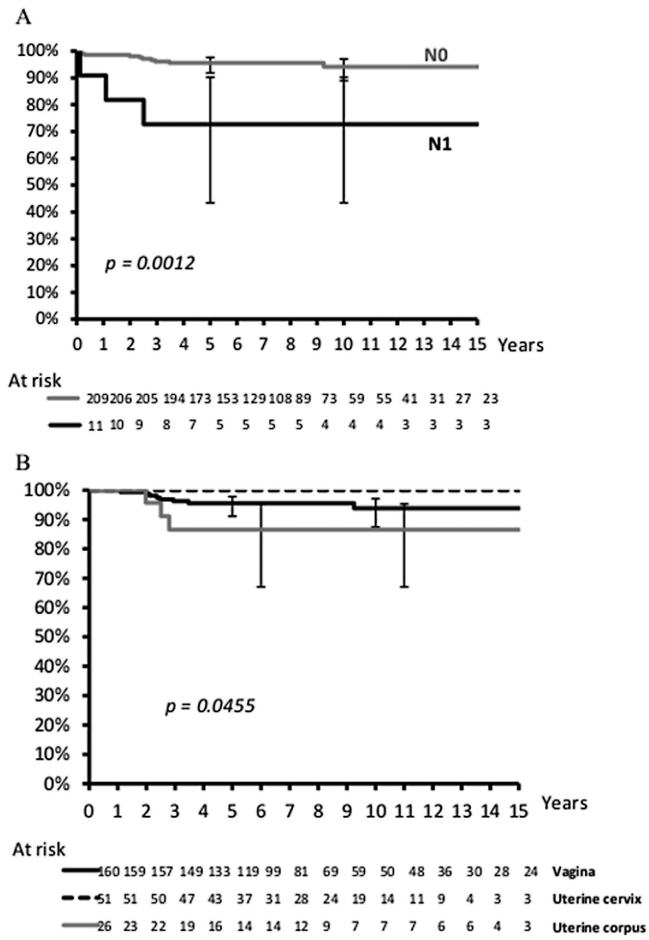 A
100%
90%
80%
70%
60%
50%
40%
30%
20%
10%
0%
N0
N1
p = 0.0012
0 1 2 3 4 5 6 7 8 9 10 11 12 13 14 15 Years
At risk
209 206 205 194 173 153 129 108 89 73 59 55 41 31 27 23
11 10 9 8 7 5 5 5 5 4 4 4 3 3 3 3
B
100%
90%
80%
70%
60%
50%
40%
30%
20%
10%
0%
p = 0.0455
0 1 2 3 4 5 6 7 8 9 10 11 12 13 14 15 Years
At risk
160 159 157 149 133 119 99 81 69 59 50 48 36 30 28 24 Vagina
51 51 50 47 43 37 31 28 24 19 14 11 9 4 3 3 Uterine cervix
26 23 22 19 16 14 14 12 9 7 7 7 6 6 4 3 Uterine corpus